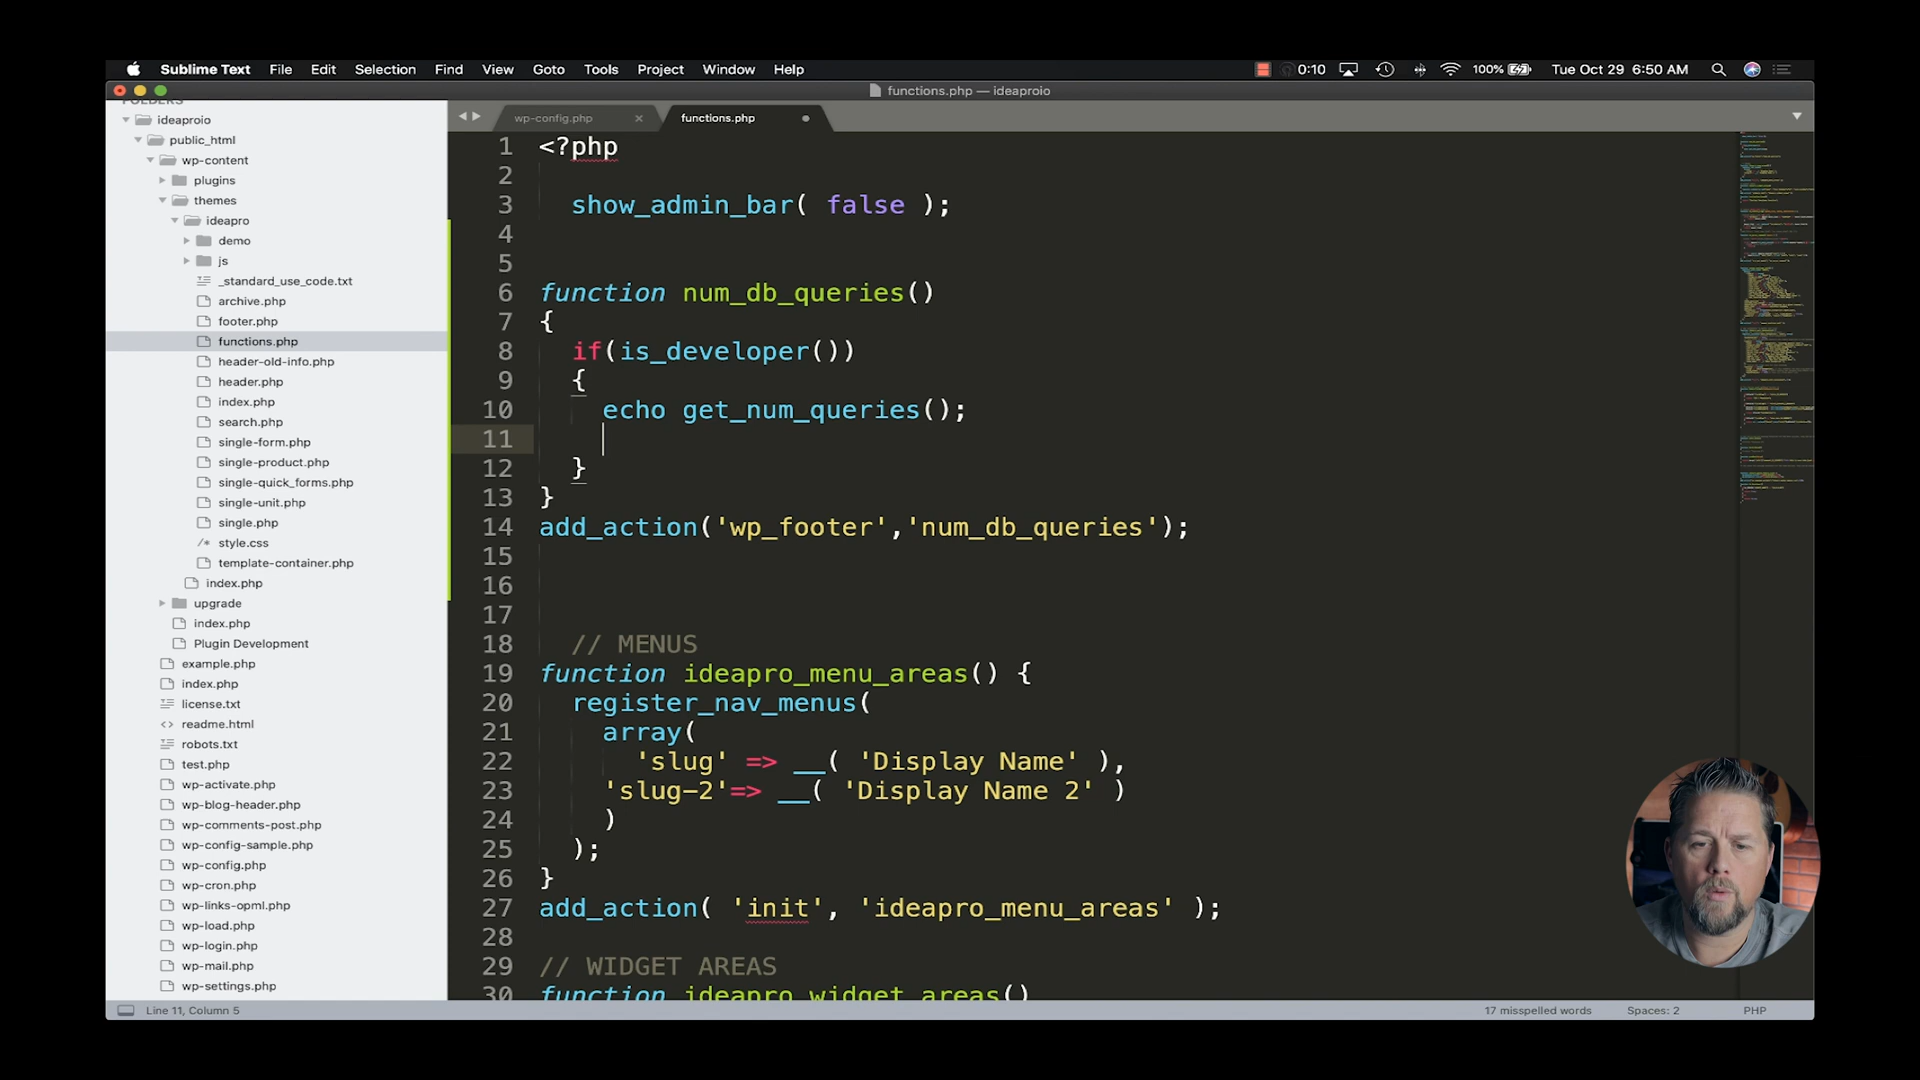 Sublime Text File Edit Selection Find View Goto Tools Project Window Help 0:10 100% Tue Oct 29 6:50 AM
functions.php — ideaproio
FOLDERS
ideaproio
public_html
wp-content
plugins
themes
ideapro
demo
js
_standard_use_code.txt
archive.php
footer.php
functions.php
header-old-info.php
header.php
index.php
search.php
single-form.php
single-product.php
single-quick_forms.php
single-unit.php
single.php
style.css
template-container.php
index.php
upgrade
index.php
Plugin Development
example.php
index.php
license.txt
readme.html
robots.txt
test.php
wp-activate.php
wp-blog-header.php
wp-comments-post.php
wp-config-sample.php
wp-config.php
wp-cron.php
wp-links-opml.php
wp-load.php
wp-login.php
wp-mail.php
wp-settings.php
wp-config.php functions.php
1 <?php
2
3 show_admin_bar( false );
4
5
6 function num_db_queries()
7 {
8 if(is_developer())
9 {
10 echo get_num_queries();
11
12 }
13 }
14 add_action('wp_footer','num_db_queries');
15
16
17
18 // MENUS
19 function ideapro_menu_areas() {
20 register_nav_menus(
21 array(
22 'slug' => __( 'Display Name' ),
23 'slug-2'=> __( 'Display Name 2' )
24 )
25 );
26 }
27 add_action( 'init', 'ideapro_menu_areas' );
28
29 // WIDGET AREAS
30 function ideapro_widget_areas()
Line 11, Column 5 17 misspelled words Spaces: 2 PHP